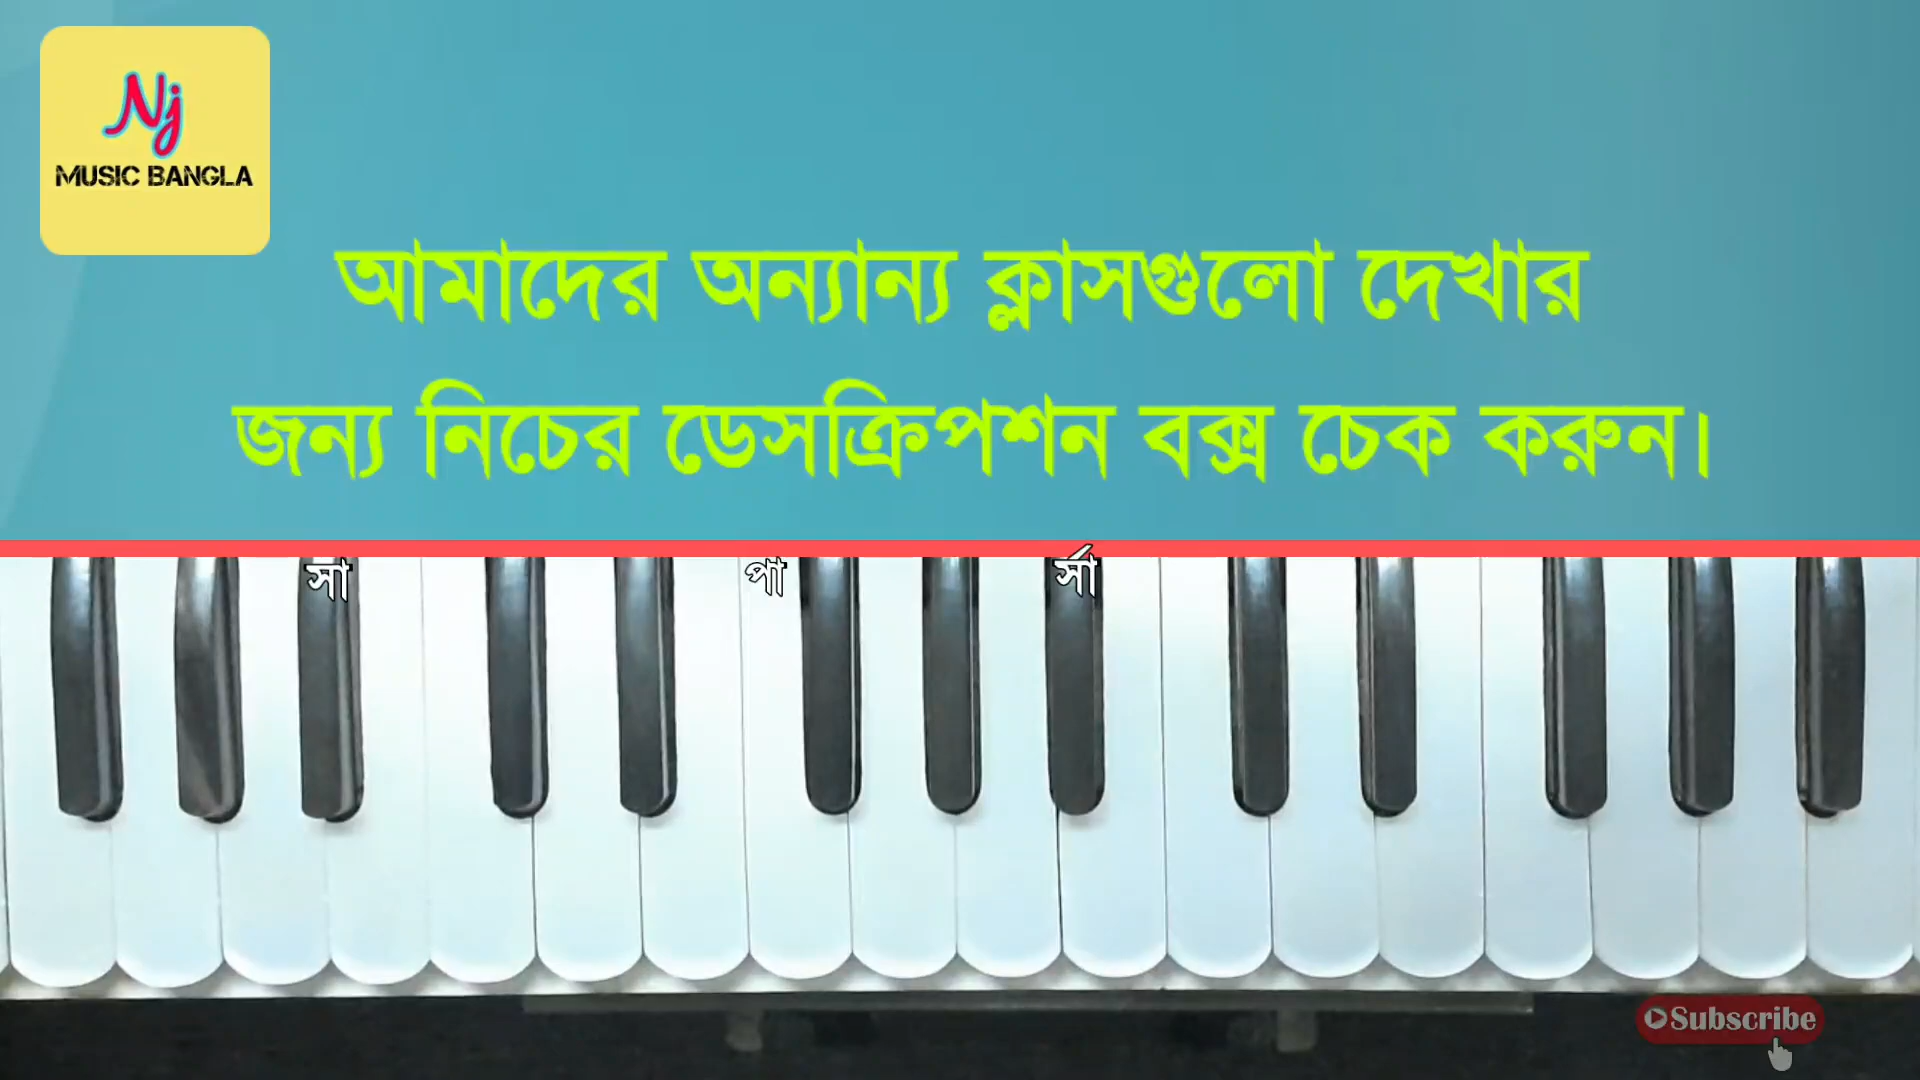 Nj
MUSIC BANGLA
আমাদের অন্যান্য ক্লাসগুলো দেখার
জন্য নিচের ডেসক্রিপশন বক্স চেক করুন।
সা পা র্সা
Subscribe